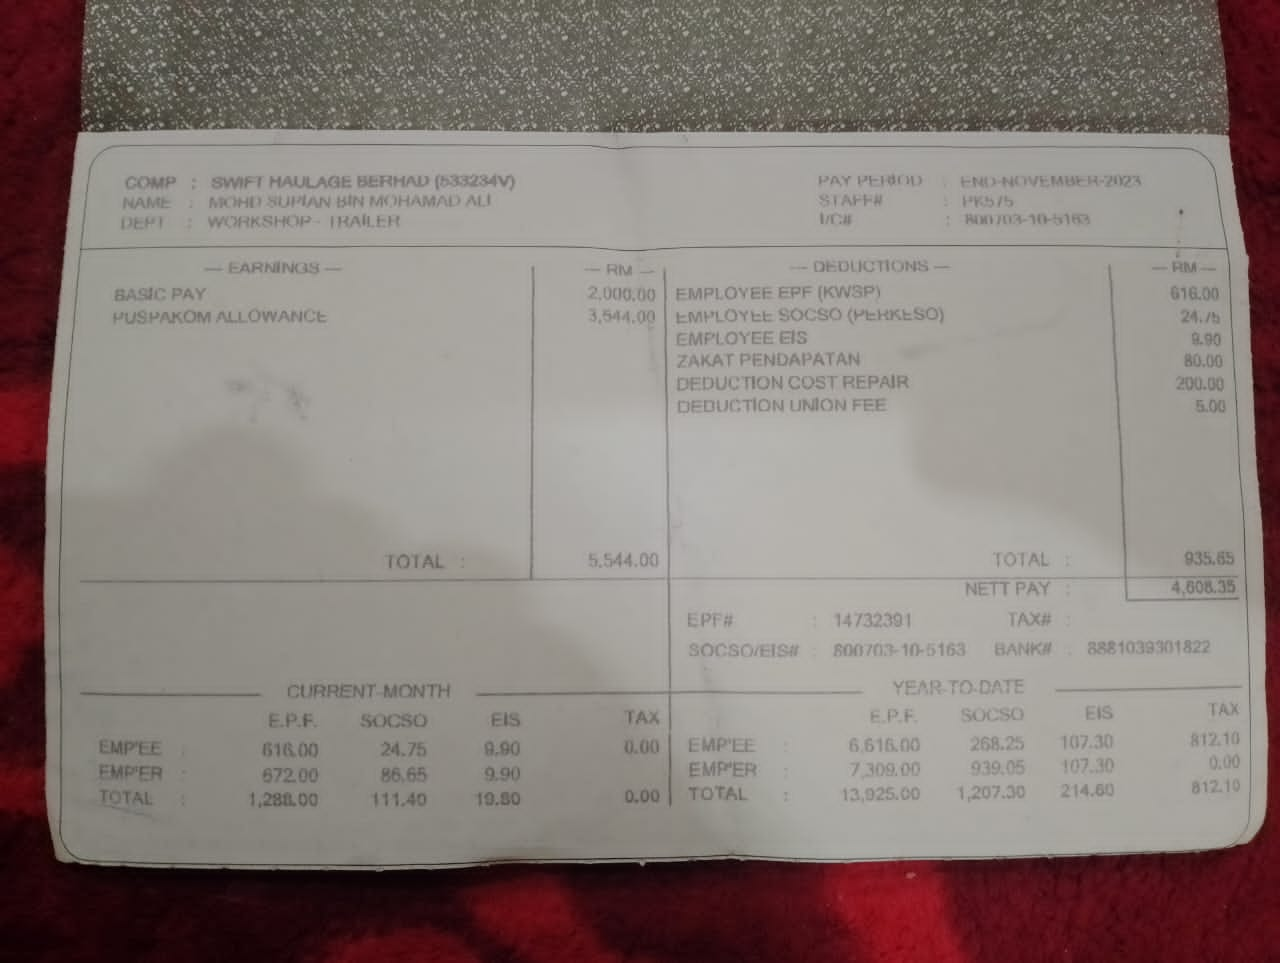 COMP : SWIFT HAULAGE BERHAD (533234V)
NAME : MOHD SUPIAN BIN MOHAMAD ALI
DEPT : WORKSHOP - TRAILER
PAY PERIOD : END-NOVEMBER-2023
STAFF# : PK575
I/C# : 800703-10-5163
— EARNINGS — — RM —
BASIC PAY 2,000.00
PUSPAKOM ALLOWANCE 3,544.00
TOTAL : 5,544.00
— DEDUCTIONS — — RM —
EMPLOYEE EPF (KWSP) 616.00
EMPLOYEE SOCSO (PERKESO) 24.75
EMPLOYEE EIS 9.90
ZAKAT PENDAPATAN 80.00
DEDUCTION COST REPAIR 200.00
DEDUCTION UNION FEE 5.00
TOTAL : 935.65
NETT PAY : 4,608.35
EPF# : 14732391 TAX# :
SOCSO/EIS# : 800703-10-5163 BANK# : 8881039301822
CURRENT-MONTH
E.P.F. SOCSO EIS TAX
EMP'EE : 616.00 24.75 9.90 0.00
EMP'ER : 672.00 86.65 9.90
TOTAL : 1,288.00 111.40 19.80 0.00
YEAR-TO-DATE
E.P.F. SOCSO EIS TAX
EMP'EE : 6,616.00 268.25 107.30 812.10
EMP'ER : 7,309.00 939.05 107.30 0.00
TOTAL : 13,925.00 1,207.30 214.60 812.10